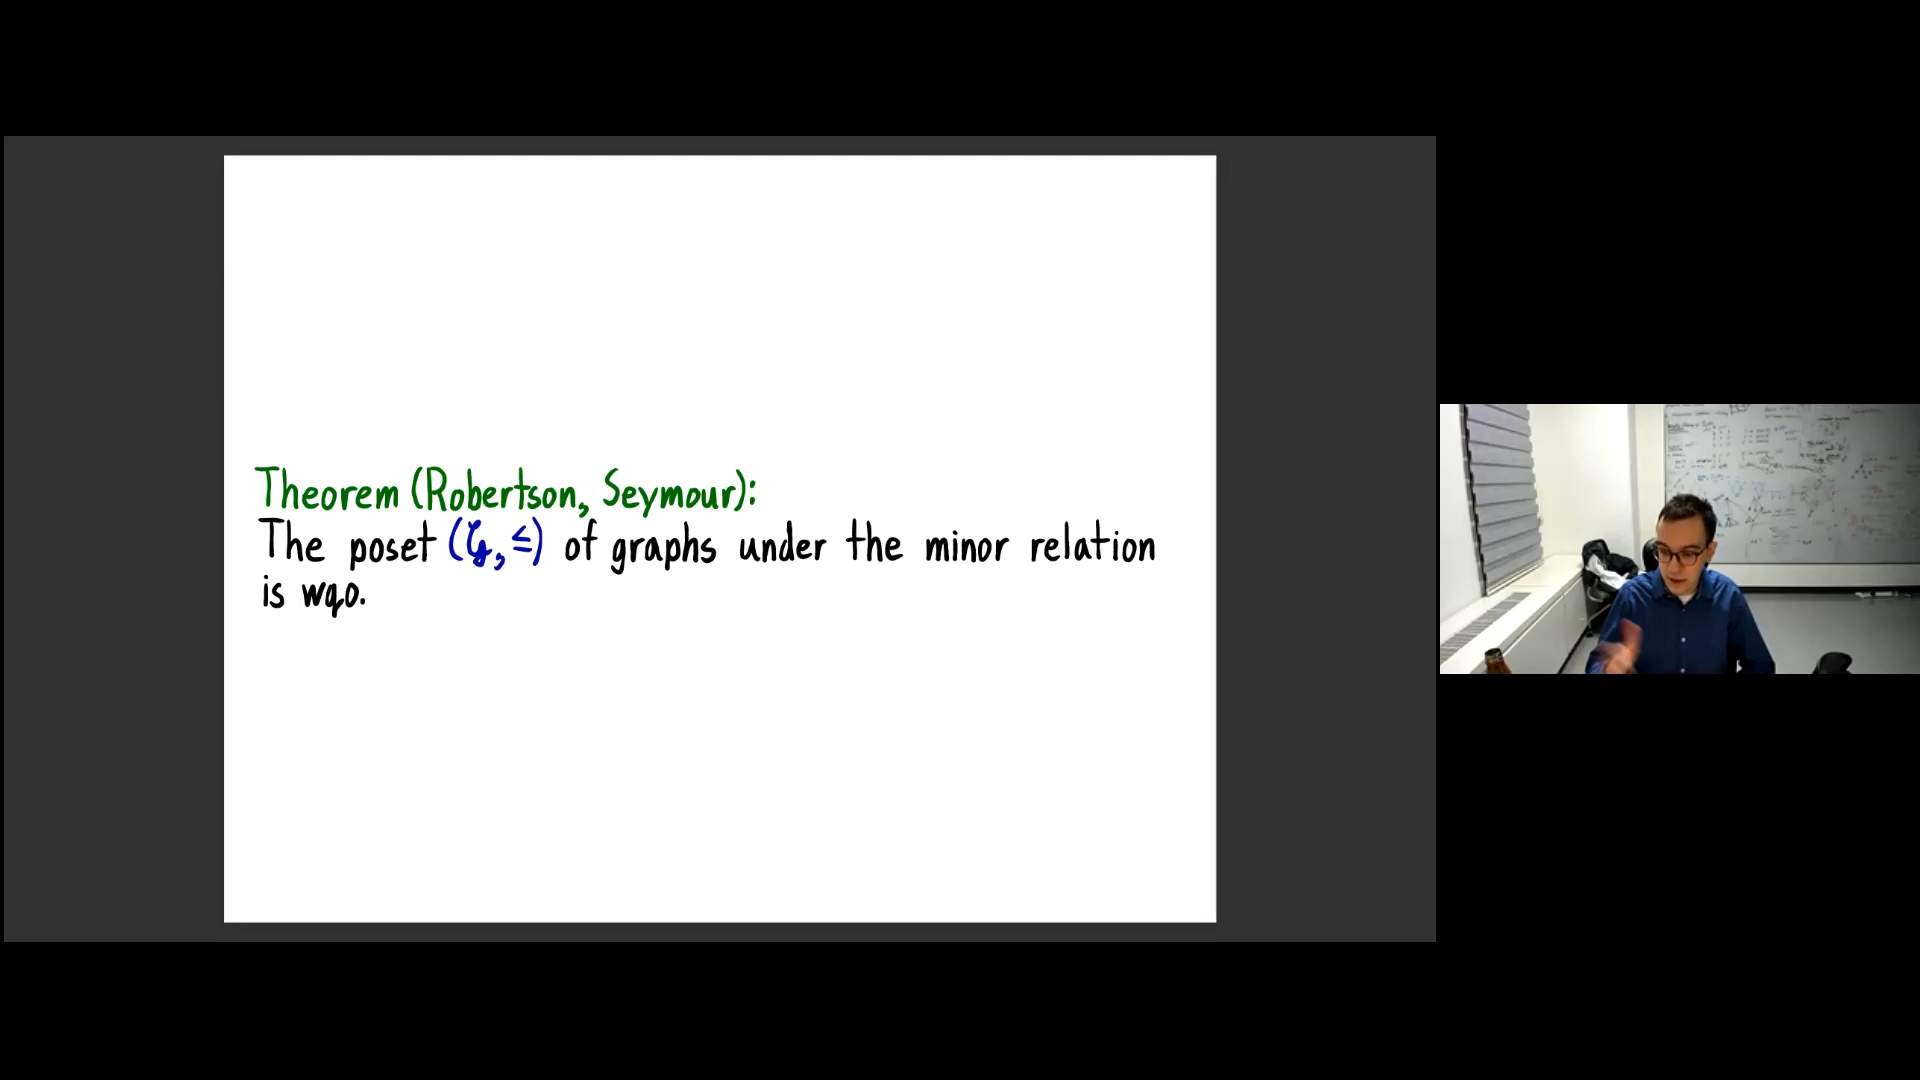 Theorem (Robertson, Seymour):
The poset (𝒢, ≤) of graphs under the minor relation
is wqo.